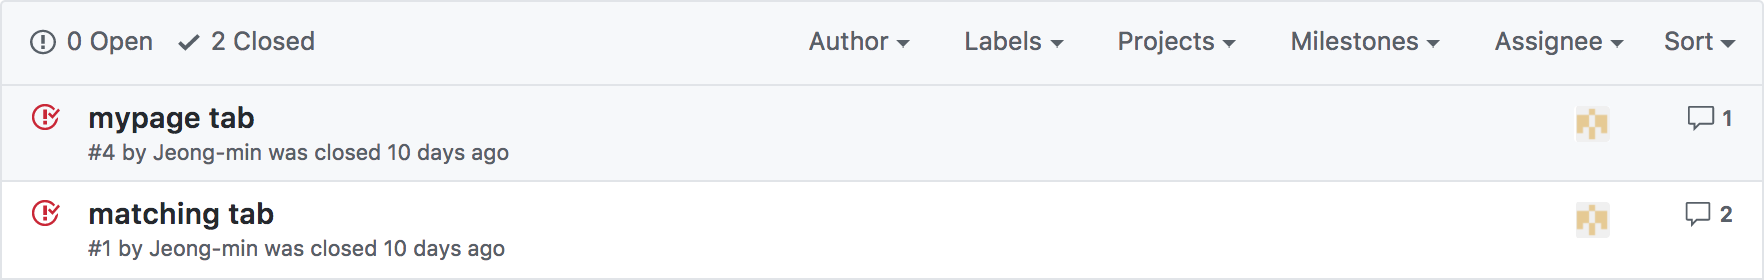 0 Open 2 Closed Author Labels Projects Milestones Assignee Sort
mypage tab 1
#4 by Jeong-min was closed 10 days ago
matching tab 2
#1 by Jeong-min was closed 10 days ago